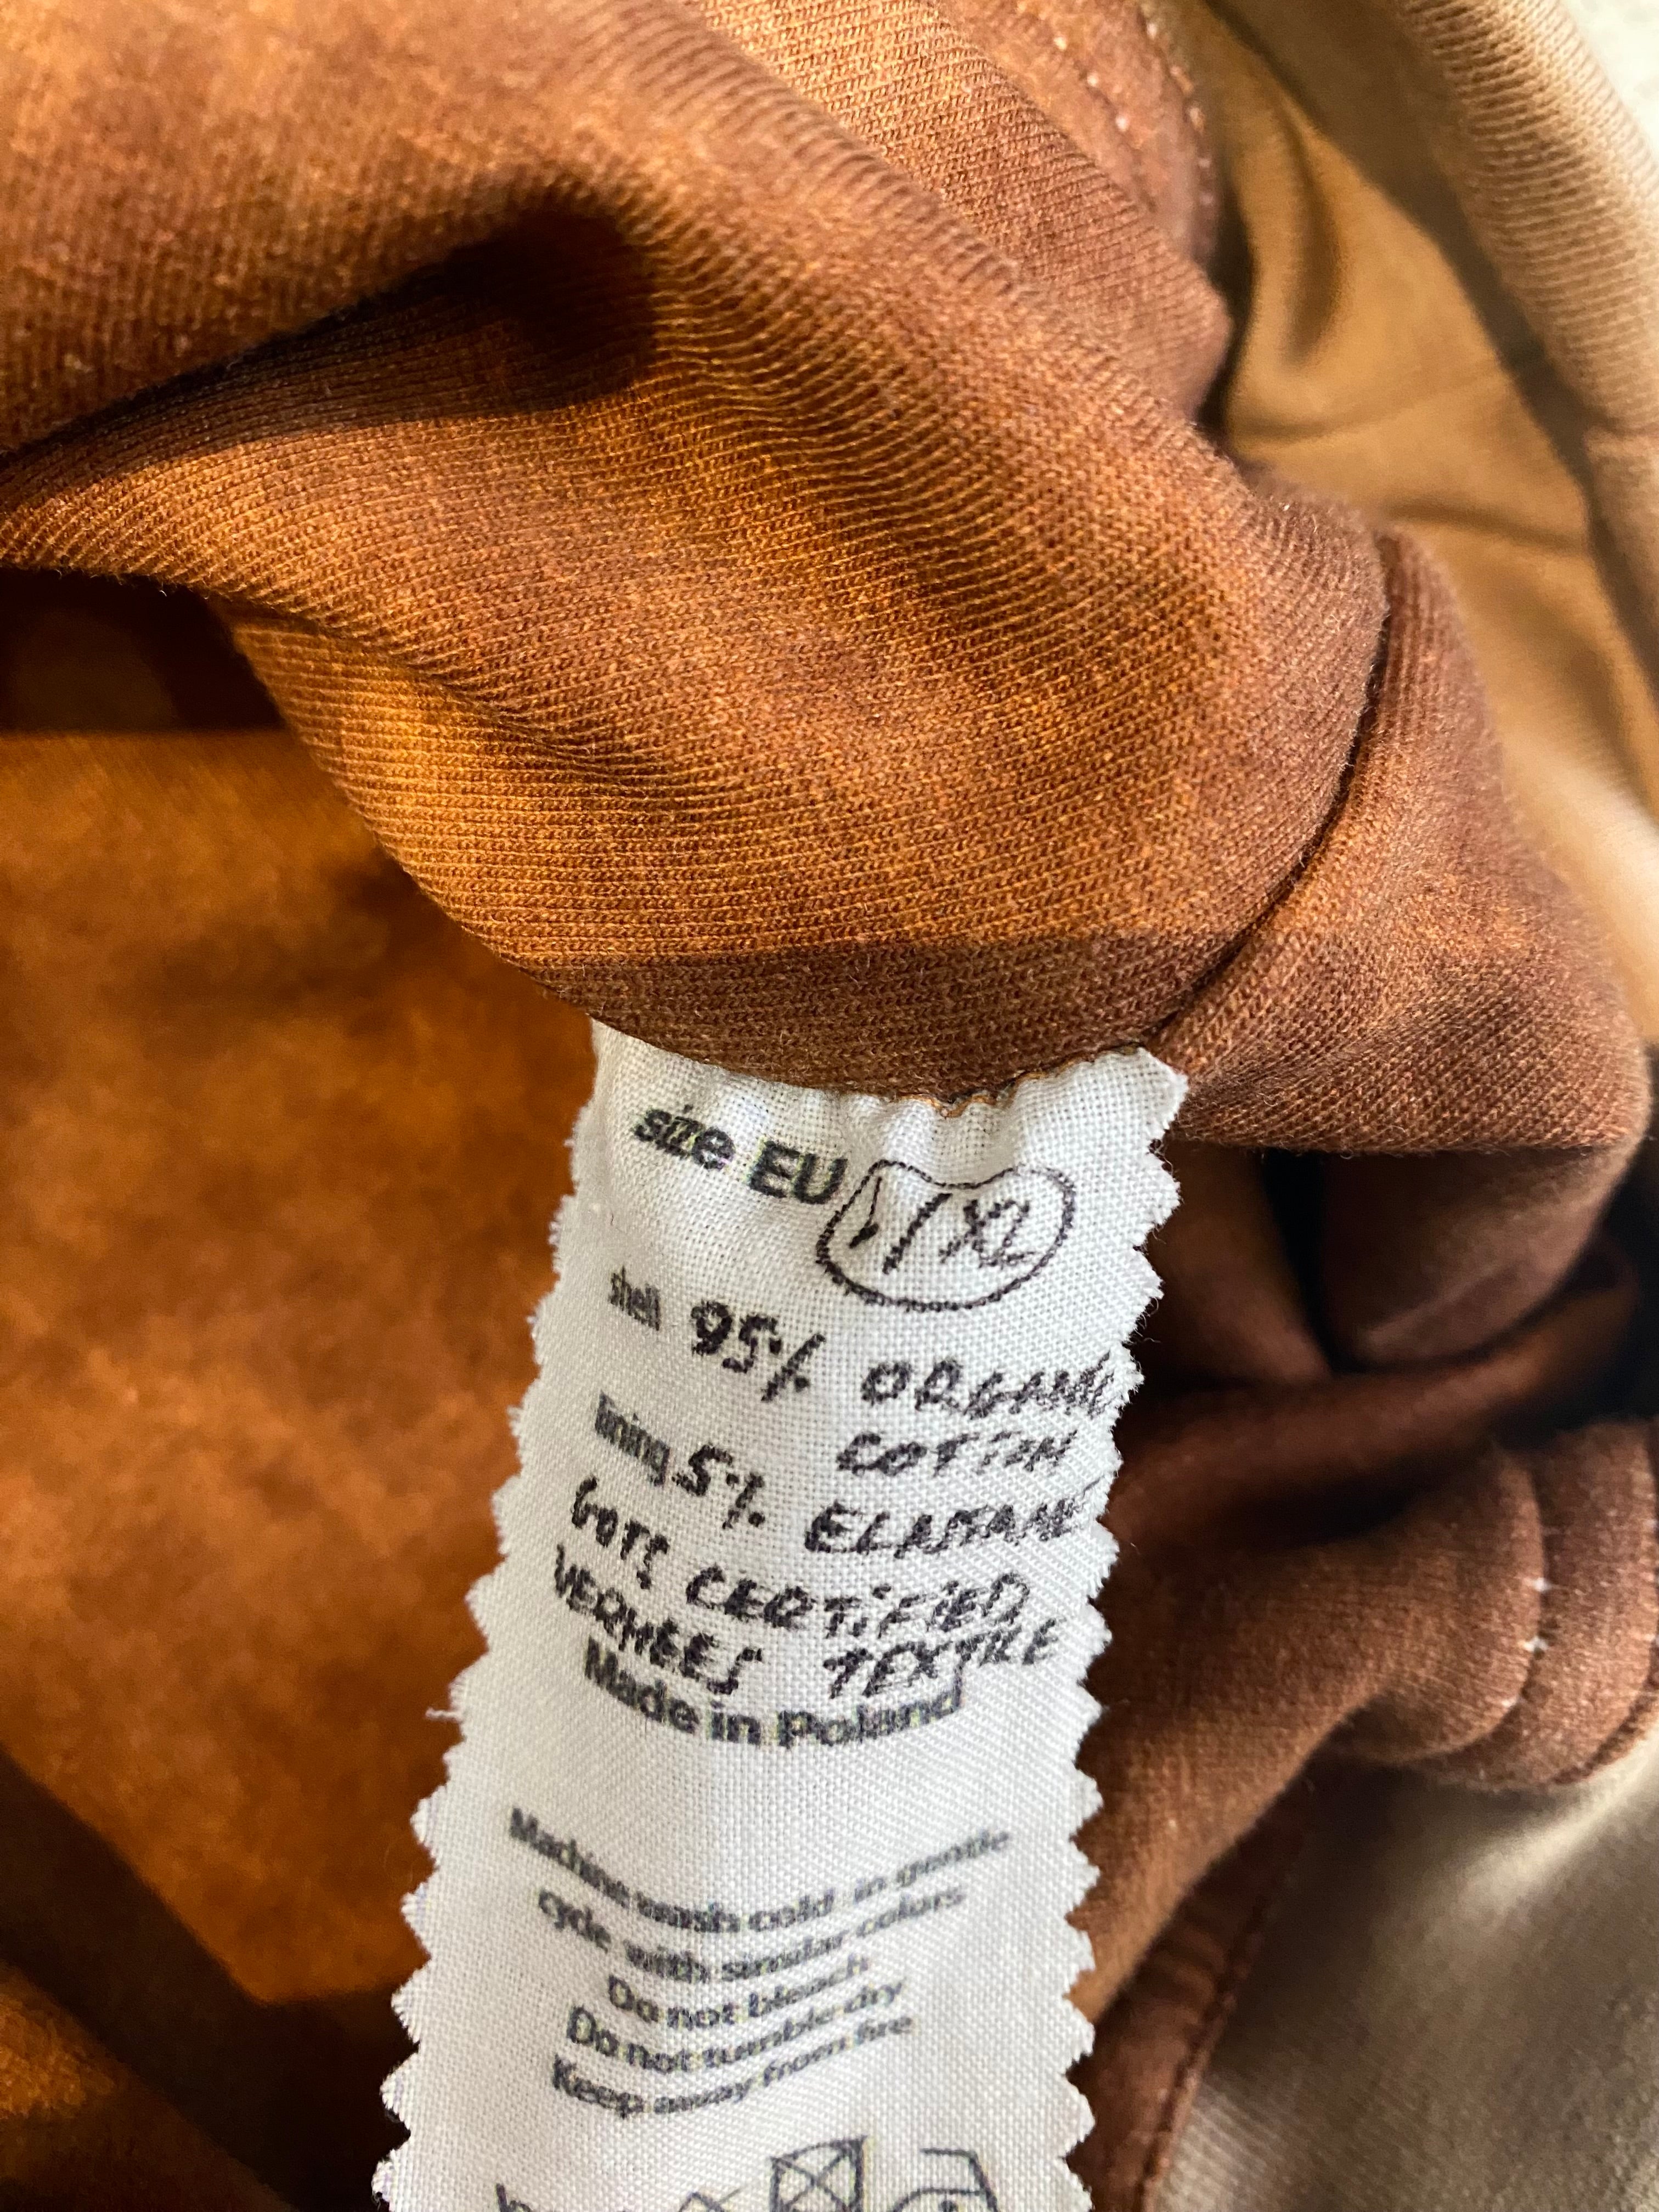 size EU XL
shell 95% ORGANIC
COTTON
lining 5% ELASTANE
GOTS CERTIFIED
VERHEES TEXTILE
Made in Poland
Machine wash cold in gentle
cycle with similar colors
Do not bleach
Do not tumble dry
Keep away from fire